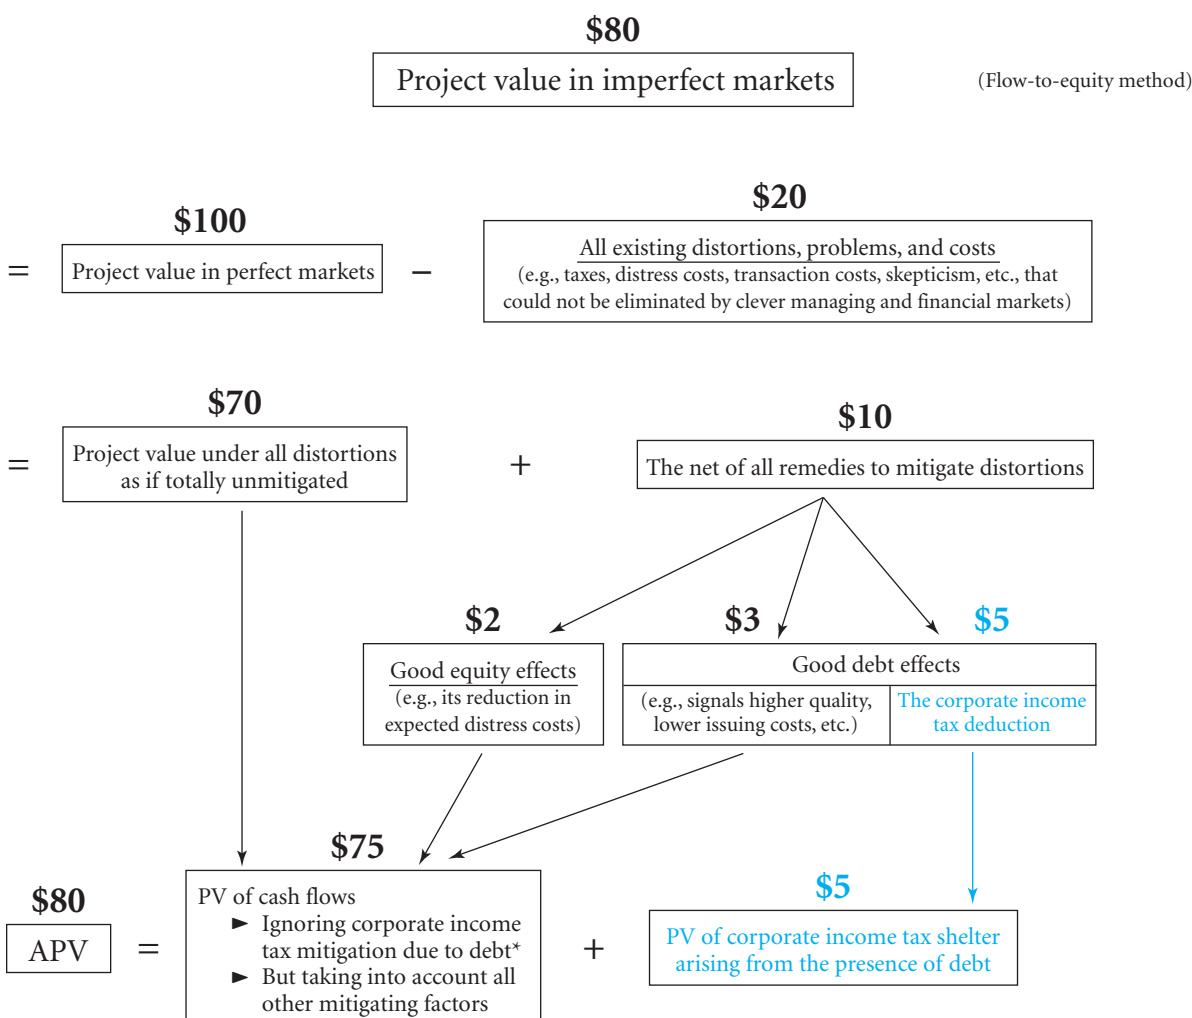 $80
Project value in imperfect markets
(Flow-to-equity method)
$100
$20
=
Project value in perfect markets
–
All existing distortions, problems, and costs
(e.g., taxes, distress costs, transaction costs, skepticism, etc., that
could not be eliminated by clever managing and financial markets)
$70
$10
=
Project value under all distortions
as if totally unmitigated
+
The net of all remedies to mitigate distortions
$2
$3
$5
Good equity effects
(e.g., its reduction in
expected distress costs)
Good debt effects
(e.g., signals higher quality,
lower issuing costs, etc.)
The corporate income
tax deduction
$80
APV
=
$75
PV of cash flows
► Ignoring corporate income
tax mitigation due to debt*
► But taking into account all
other mitigating factors
+
$5
PV of corporate income tax shelter
arising from the presence of debt